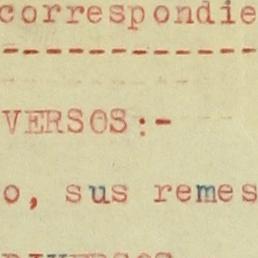 correspondie
------------
VERSOS:-
o, sus remes